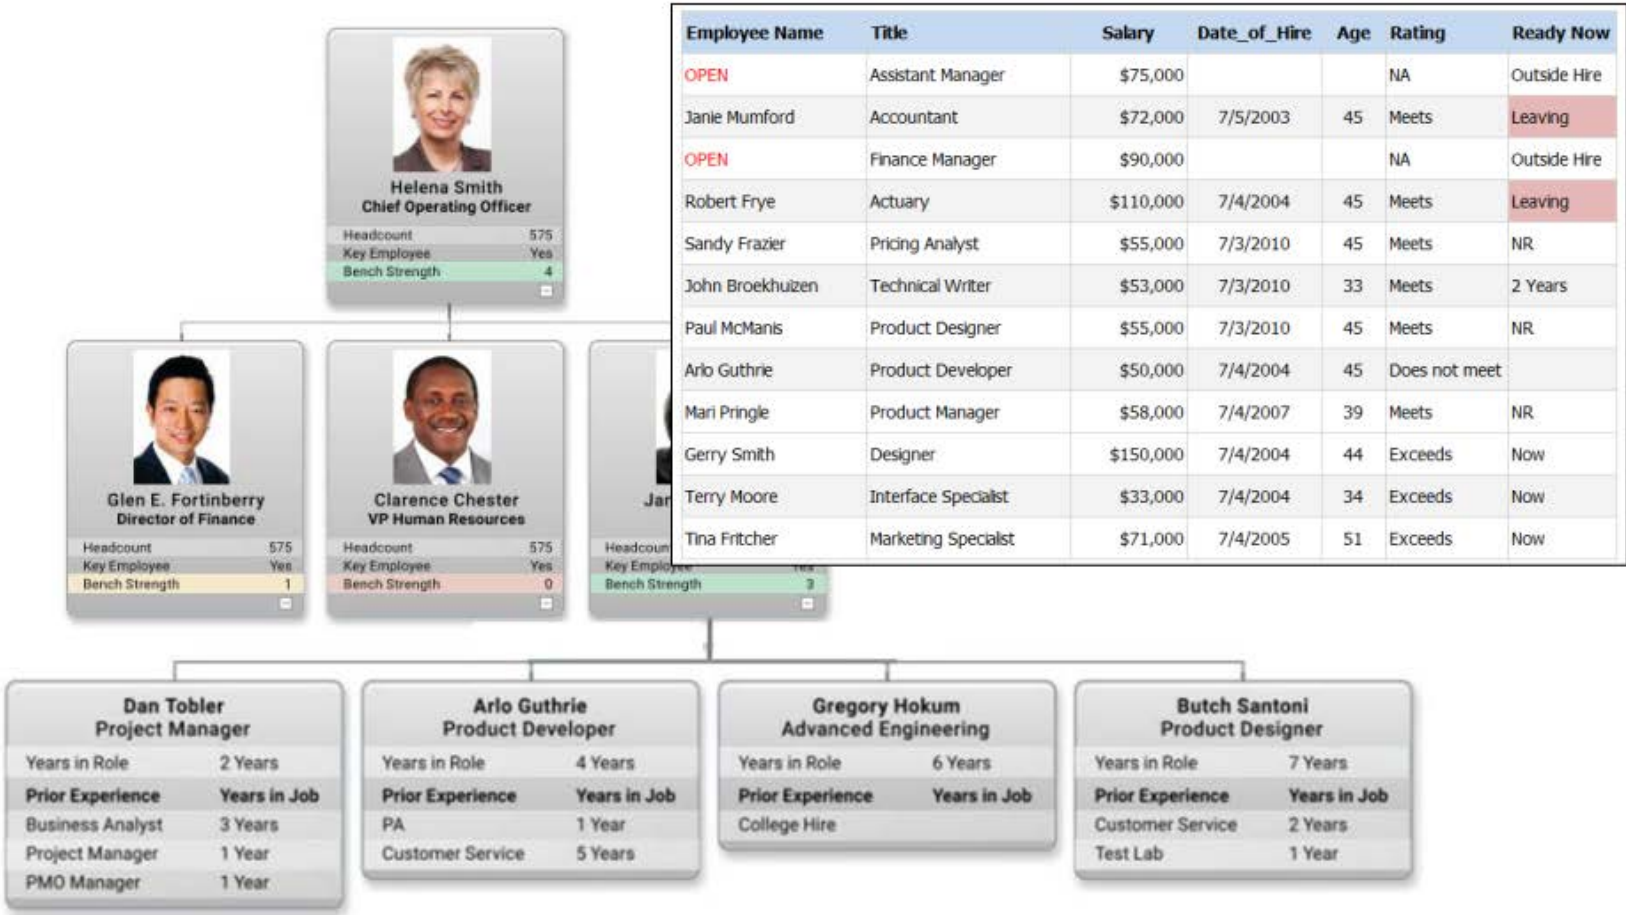 Employee Name Title Salary Date_of_Hire Age Rating Ready Now
OPEN Assistant Manager $75,000 NA Outside Hire
Janie Mumford Accountant $72,000 7/5/2003 45 Meets Leaving
OPEN Finance Manager $90,000 NA Outside Hire
Robert Frye Actuary $110,000 7/4/2004 45 Meets Leaving
Sandy Frazier Pricing Analyst $55,000 7/3/2010 45 Meets NR
John Broekhuizen Technical Writer $53,000 7/3/2010 33 Meets 2 Years
Paul McManis Product Designer $55,000 7/3/2010 45 Meets NR
Arlo Guthrie Product Developer $50,000 7/4/2004 45 Does not meet
Mari Pringle Product Manager $58,000 7/4/2007 39 Meets NR
Gerry Smith Designer $150,000 7/4/2004 44 Exceeds Now
Terry Moore Interface Specialist $33,000 7/4/2004 34 Exceeds Now
Tina Fritcher Marketing Specialist $71,000 7/4/2005 51 Exceeds Now
Helena Smith
Chief Operating Officer
Headcount 575
Key Employee Yes
Bench Strength 4
Glen E. Fortinberry
Director of Finance
Headcount 575
Key Employee Yes
Bench Strength 1
Clarence Chester
VP Human Resources
Headcount 575
Key Employee Yes
Bench Strength 0
Jar
Headcoun
Key Employee Yes
Bench Strength 3
Dan Tobler
Project Manager
Years in Role 2 Years
Prior Experience Years in Job
Business Analyst 3 Years
Project Manager 1 Year
PMO Manager 1 Year
Arlo Guthrie
Product Developer
Years in Role 4 Years
Prior Experience Years in Job
PA 1 Year
Customer Service 5 Years
Gregory Hokum
Advanced Engineering
Years in Role 6 Years
Prior Experience Years in Job
College Hire
Butch Santoni
Product Designer
Years in Role 7 Years
Prior Experience Years in Job
Customer Service 2 Years
Test Lab 1 Year